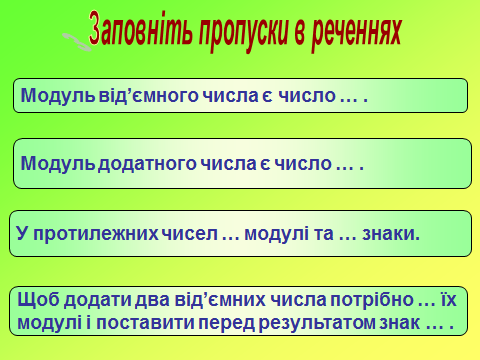 Заповніть пропуски в реченнях
Модуль від’ємного числа є число … .
Модуль додатного числа є число … .
У протилежних чисел … модулі та … знаки.
Щоб додати два від’ємних числа потрібно … їх
модулі і поставити перед результатом знак … .